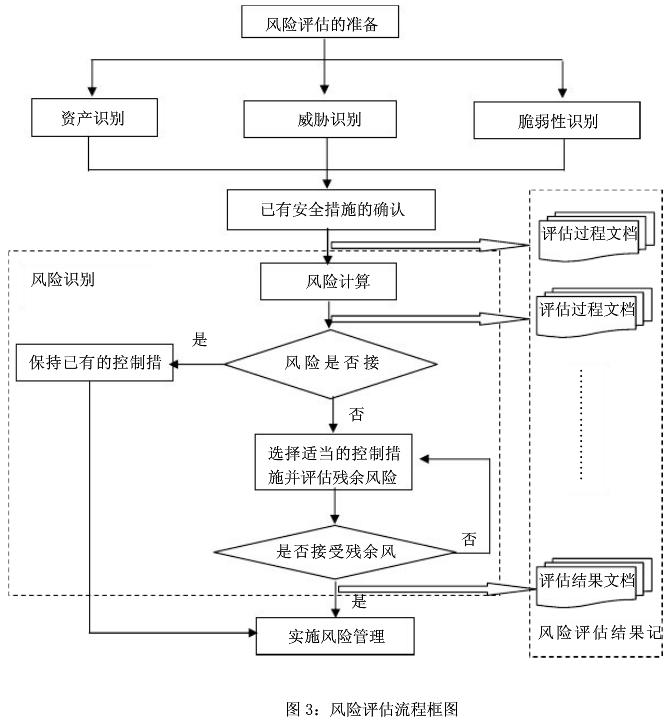 风险评估的准备
资产识别
威胁识别
脆弱性识别
已有安全措施的确认
评估过程文档
风险识别
风险计算
评估过程文档
是
保持已有的控制措
风险是否接
否
选择适当的控制措
施并评估残余风险
是否接受残余风
否
评估结果文档
是
实施风险管理
风险评估结果记
图 3：风险评估流程框图